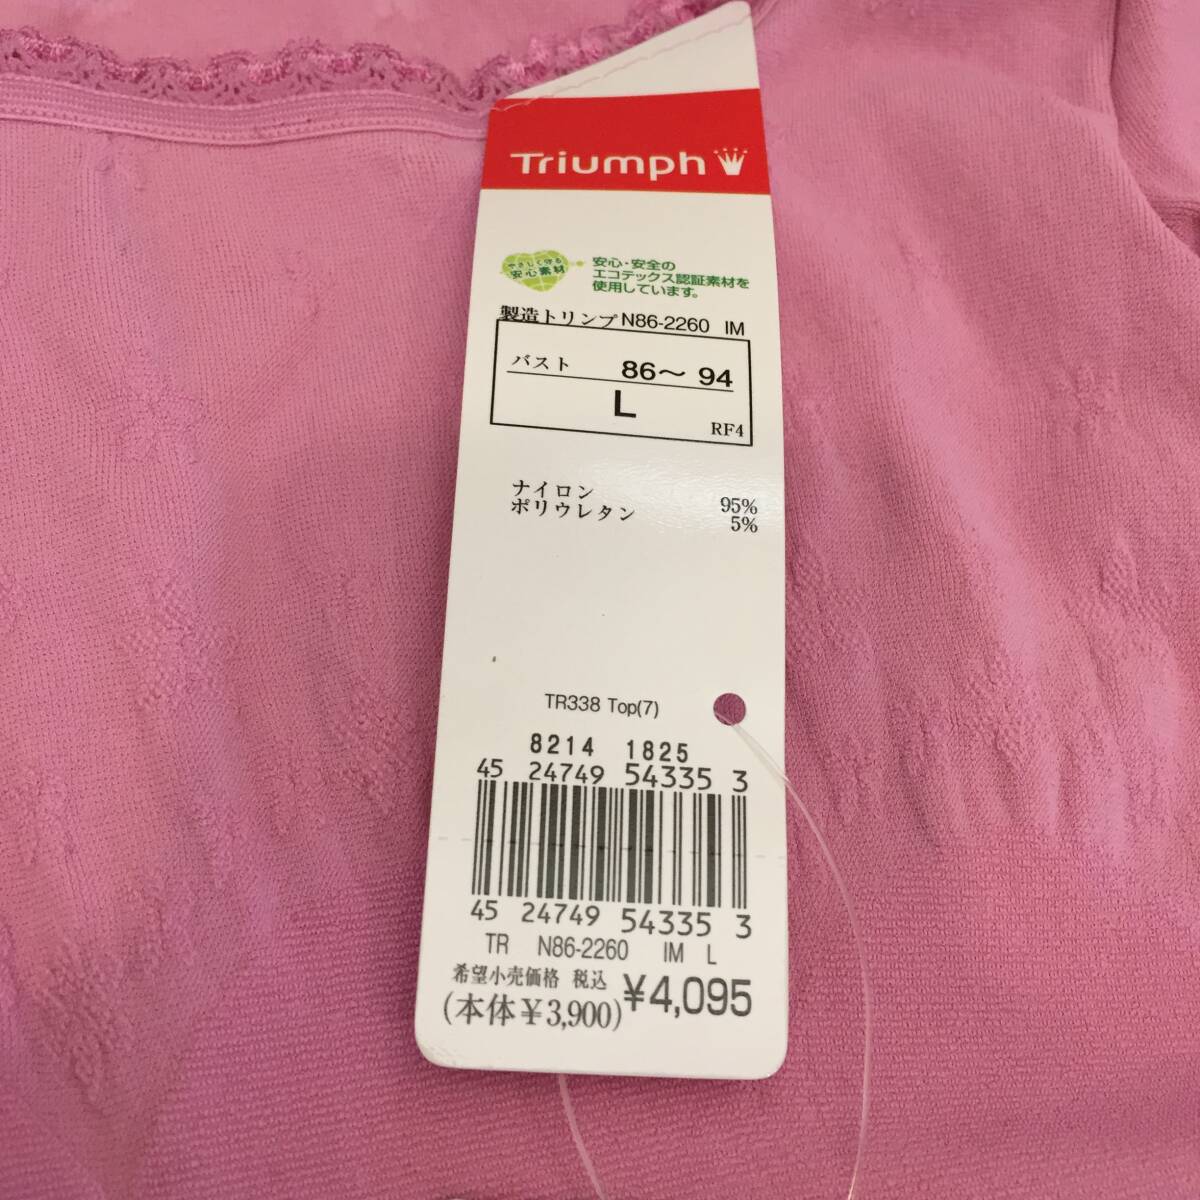 Triumph
やさしく守る
安心素材
安心・安全の
エコテックス認証素材を
使用しています。
製造トリンプ N86-2260 IM
バスト 86～94
L
RF4
ナイロン 95%
ポリウレタン 5%
TR338 Top(7)
8214 1825
45 24749 54335 3
45 24749 54335 3
TR N86-2260 IM L
希望小売価格 税込 ¥4,095
(本体¥3,900)